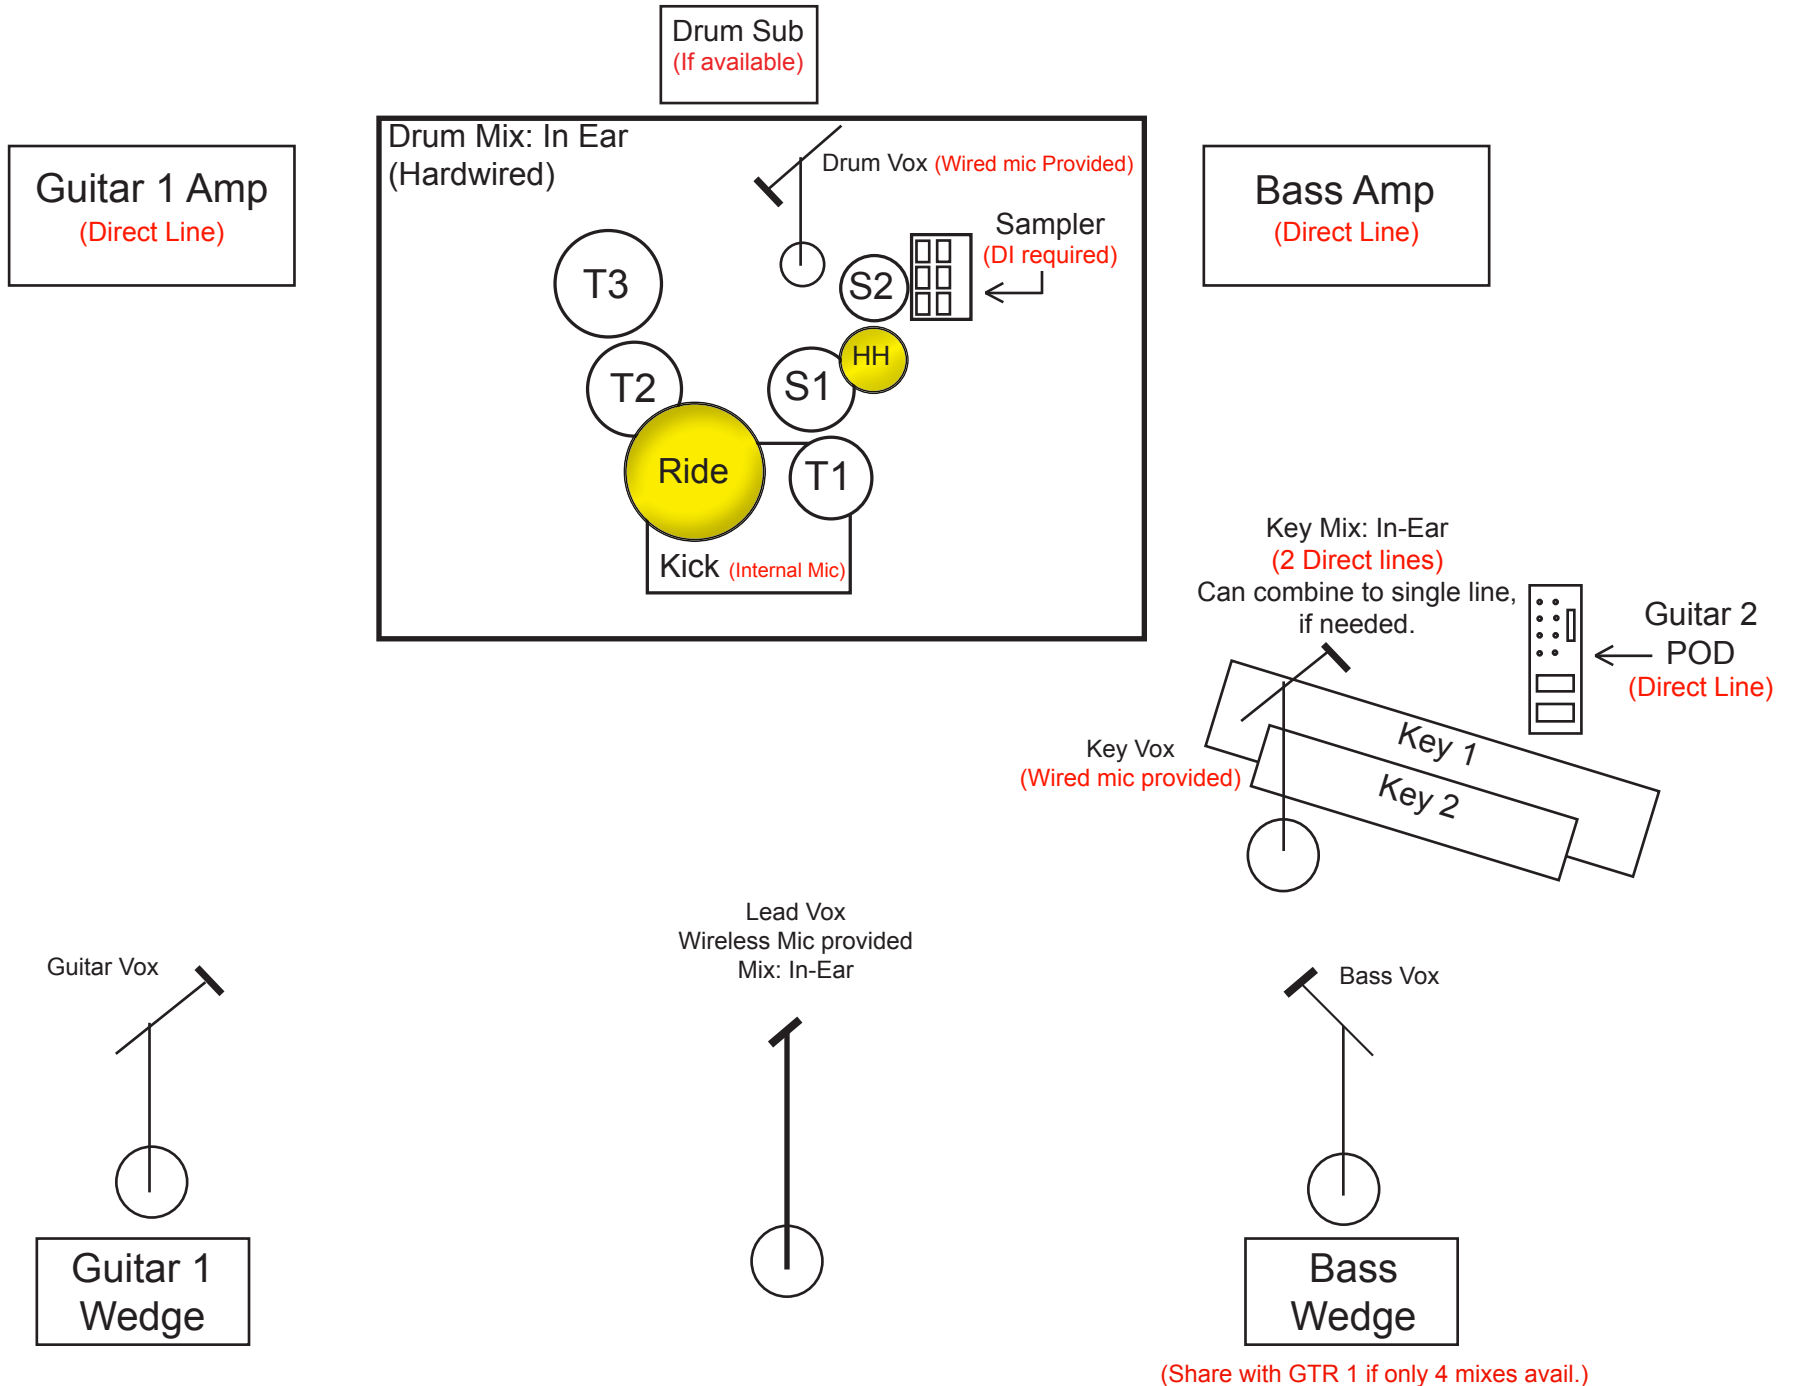 Drum Sub
(If available)
Drum Mix: In Ear
(Hardwired)
Drum Vox (Wired mic Provided)
Guitar 1 Amp
(Direct Line)
Bass Amp
(Direct Line)
Sampler
(DI required)
T3
S2
HH
T2
S1
Ride
T1
Kick (Internal Mic)
Key Mix: In-Ear
(2 Direct lines)
Can combine to single line,
if needed.
Guitar 2
POD
(Direct Line)
Key 1
Key 2
Key Vox
(Wired mic provided)
Lead Vox
Wireless Mic provided
Mix: In-Ear
Guitar Vox
Bass Vox
Guitar 1
Wedge
Bass
Wedge
(Share with GTR 1 if only 4 mixes avail.)